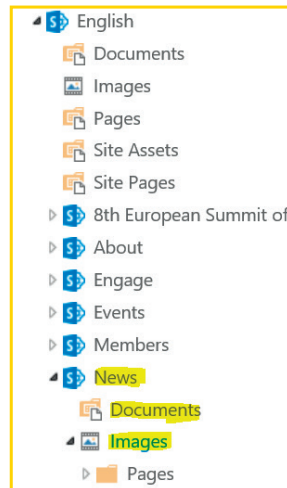 English
Documents
Images
Pages
Site Assets
Site Pages
8th European Summit of
About
Engage
Events
Members
News
Documents
Images
Pages